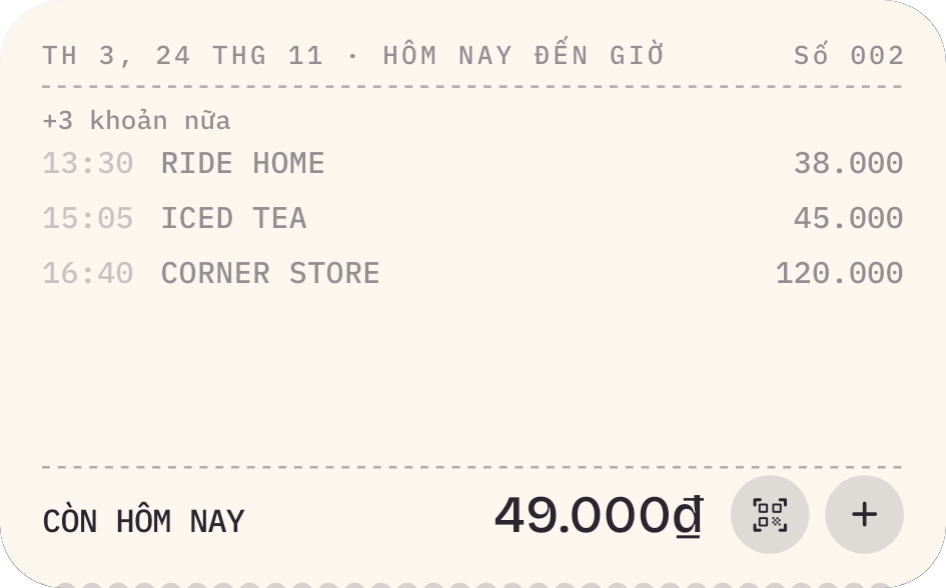 TH 3, 24 THG 11 · HÔM NAY ĐẾN GIỜ Số 002
+3 khoản nữa
13:30 RIDE HOME 38.000
15:05 ICED TEA 45.000
16:40 CORNER STORE 120.000
CÒN HÔM NAY 49.000₫ +